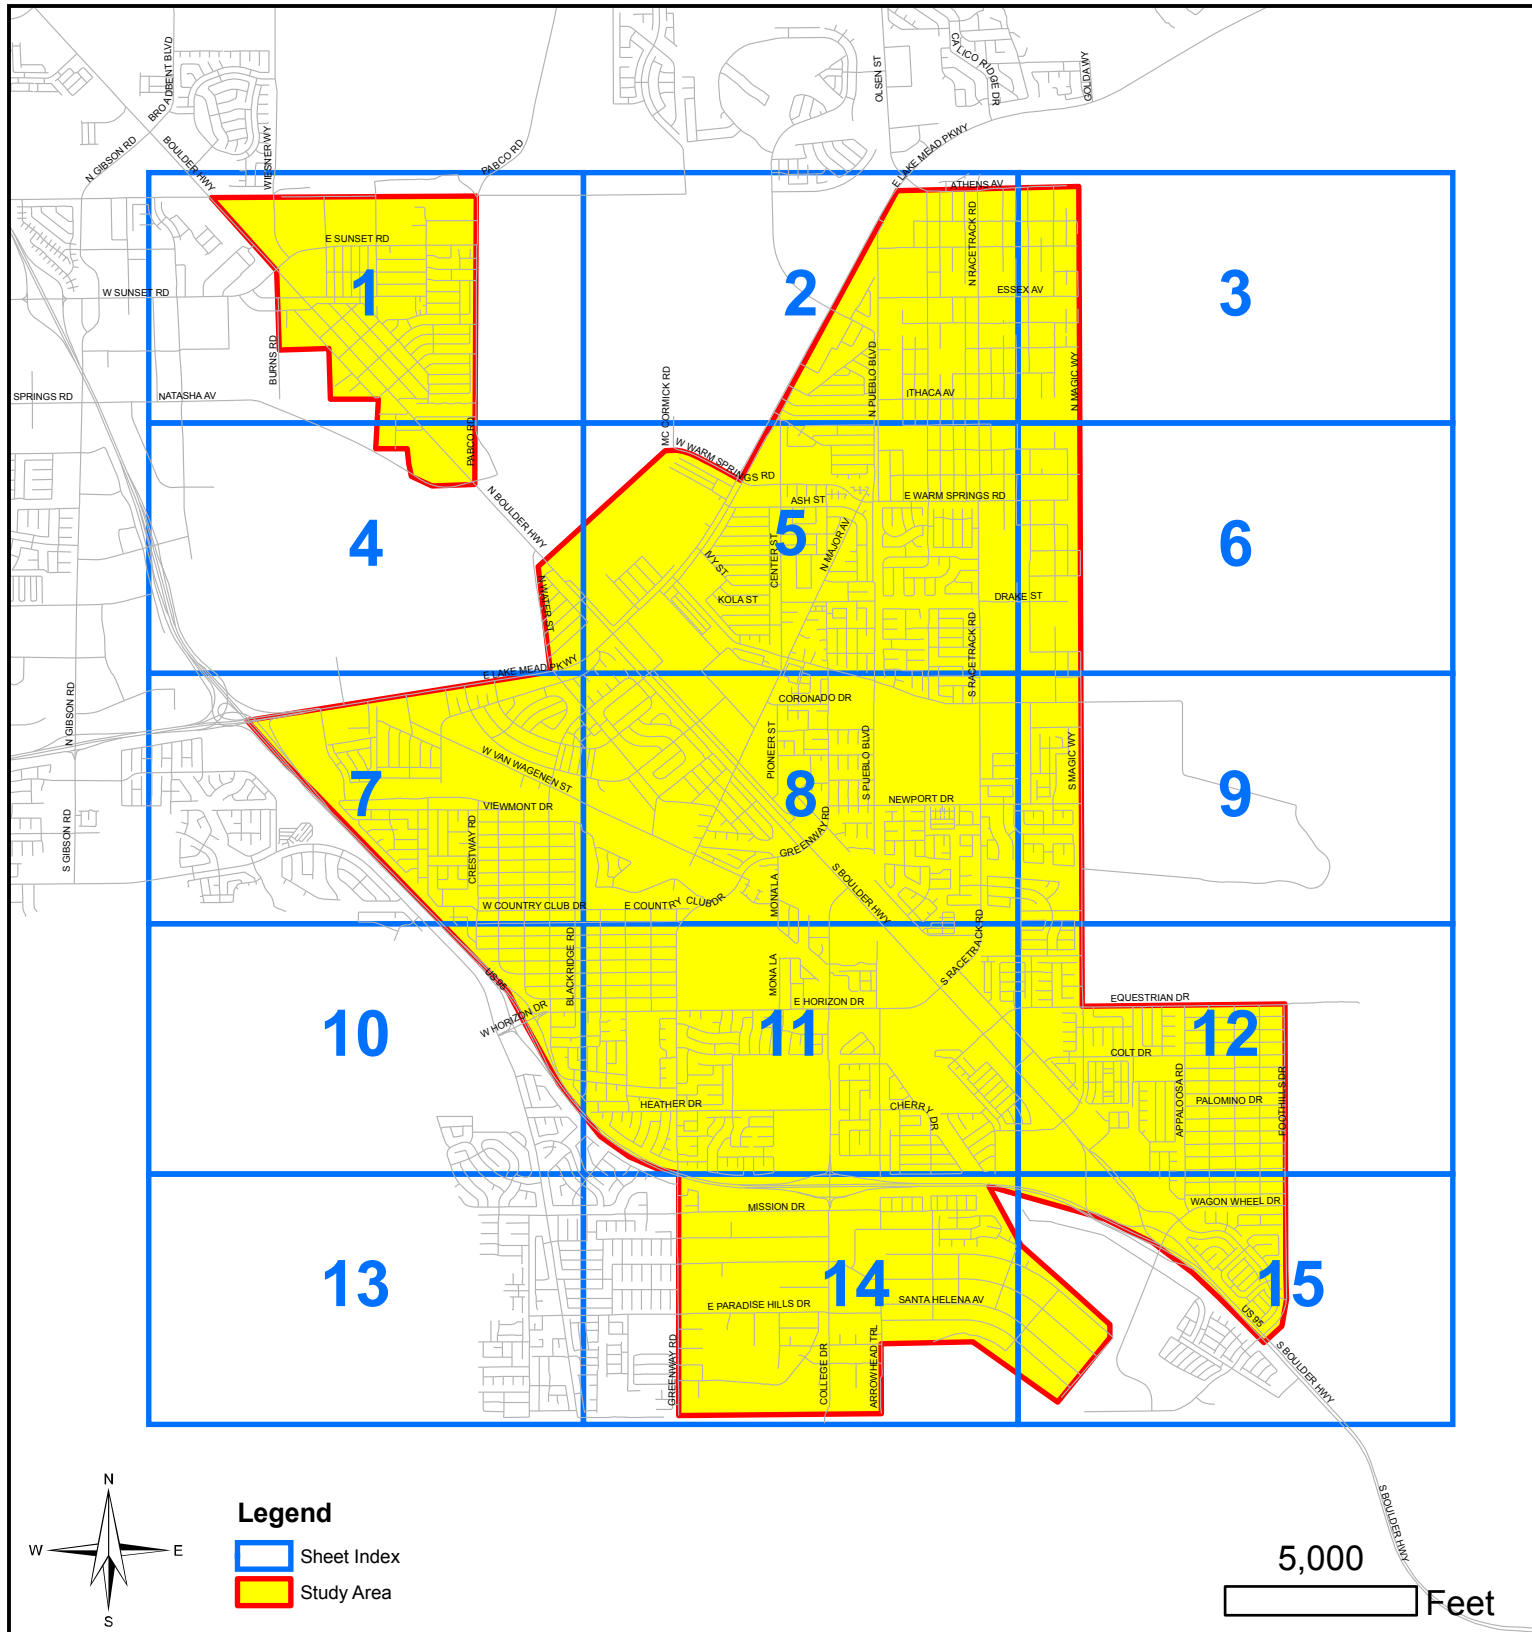 BROADBENT BLVD
N GIBSON RD
BOULDER HWY
WIESNER WY
PABCO RD
OLSEN ST
CALICO RIDGE DR
GOLDA WY
E LAKE MEAD PKWY
ATHENS AV
E SUNSET RD
N RACETRACK RD
1
2
3
W SUNSET RD
ESSEX AV
BURNS RD
N PUEBLO BLVD
N MAGIC WY
SPRINGS RD
NATASHA AV
MC CORMICK RD
ITHACA AV
PABCO RD
W WARM SPRINGS RD
N BOULDER HWY
ASH ST
E WARM SPRINGS RD
4
5
6
N MAJOR AV
IVY ST
CENTER ST
N WATER ST
KOLA ST
DRAKE ST
S RACETRACK RD
E LAKE MEAD PKWY
N GIBSON RD
CORONADO DR
W VAN WAGENEN ST
PIONEER ST
S PUEBLO BLVD
S MAGIC WY
7
8
9
VIEWMONT DR
NEWPORT DR
S GIBSON RD
CRESTWAY RD
GREENWAY RD
S BOULDER HWY
MONA LA
W COUNTRY CLUB DR
E COUNTRY CLUB DR
BLACKRIDGE RD
US 95
MONA LA
S RACETRACK RD
W HORIZON DR
E HORIZON DR
EQUESTRIAN DR
10
11
12
COLT DR
HEATHER DR
CHERRY DR
APPALOOSA RD
PALOMINO DR
FOOTHILLS DR
MISSION DR
WAGON WHEEL DR
13
14
15
E PARADISE HILLS DR
SANTA HELENA AV
US 95
GREENWAY RD
COLLEGE DR
ARROWHEAD TRL
S BOULDER HWY
S BOULDER HWY
N
W
E
S
Legend
Sheet Index
Study Area
5,000
Feet